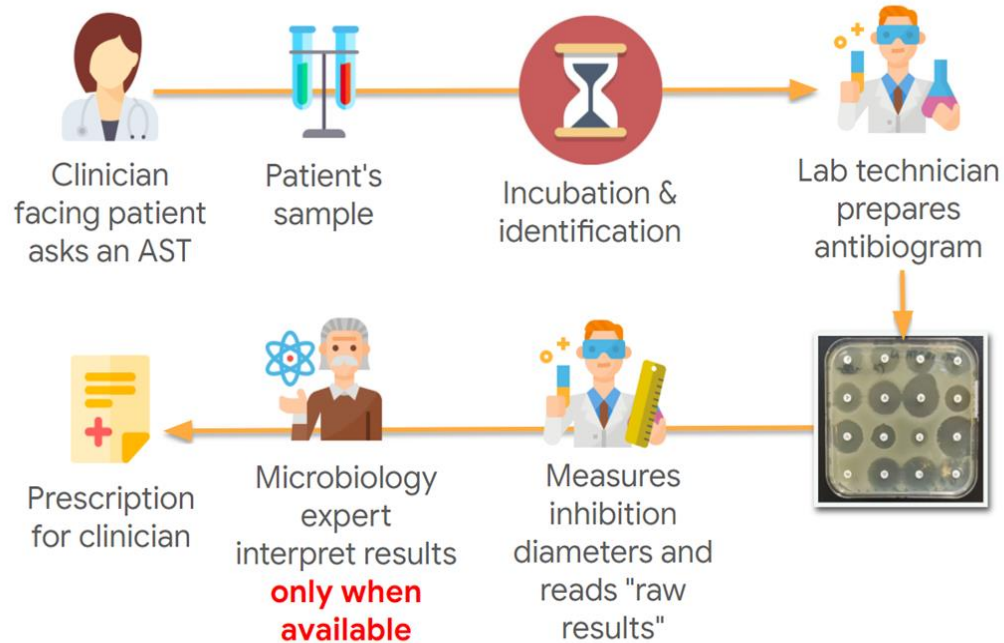 Clinician
facing patient
asks an AST
Patient's
sample
Incubation &
identification
Lab technician
prepares
antibiogram
Measures
inhibition
diameters and
reads "raw
results"
Microbiology
expert
interpret results
only when
available
Prescription
for clinician